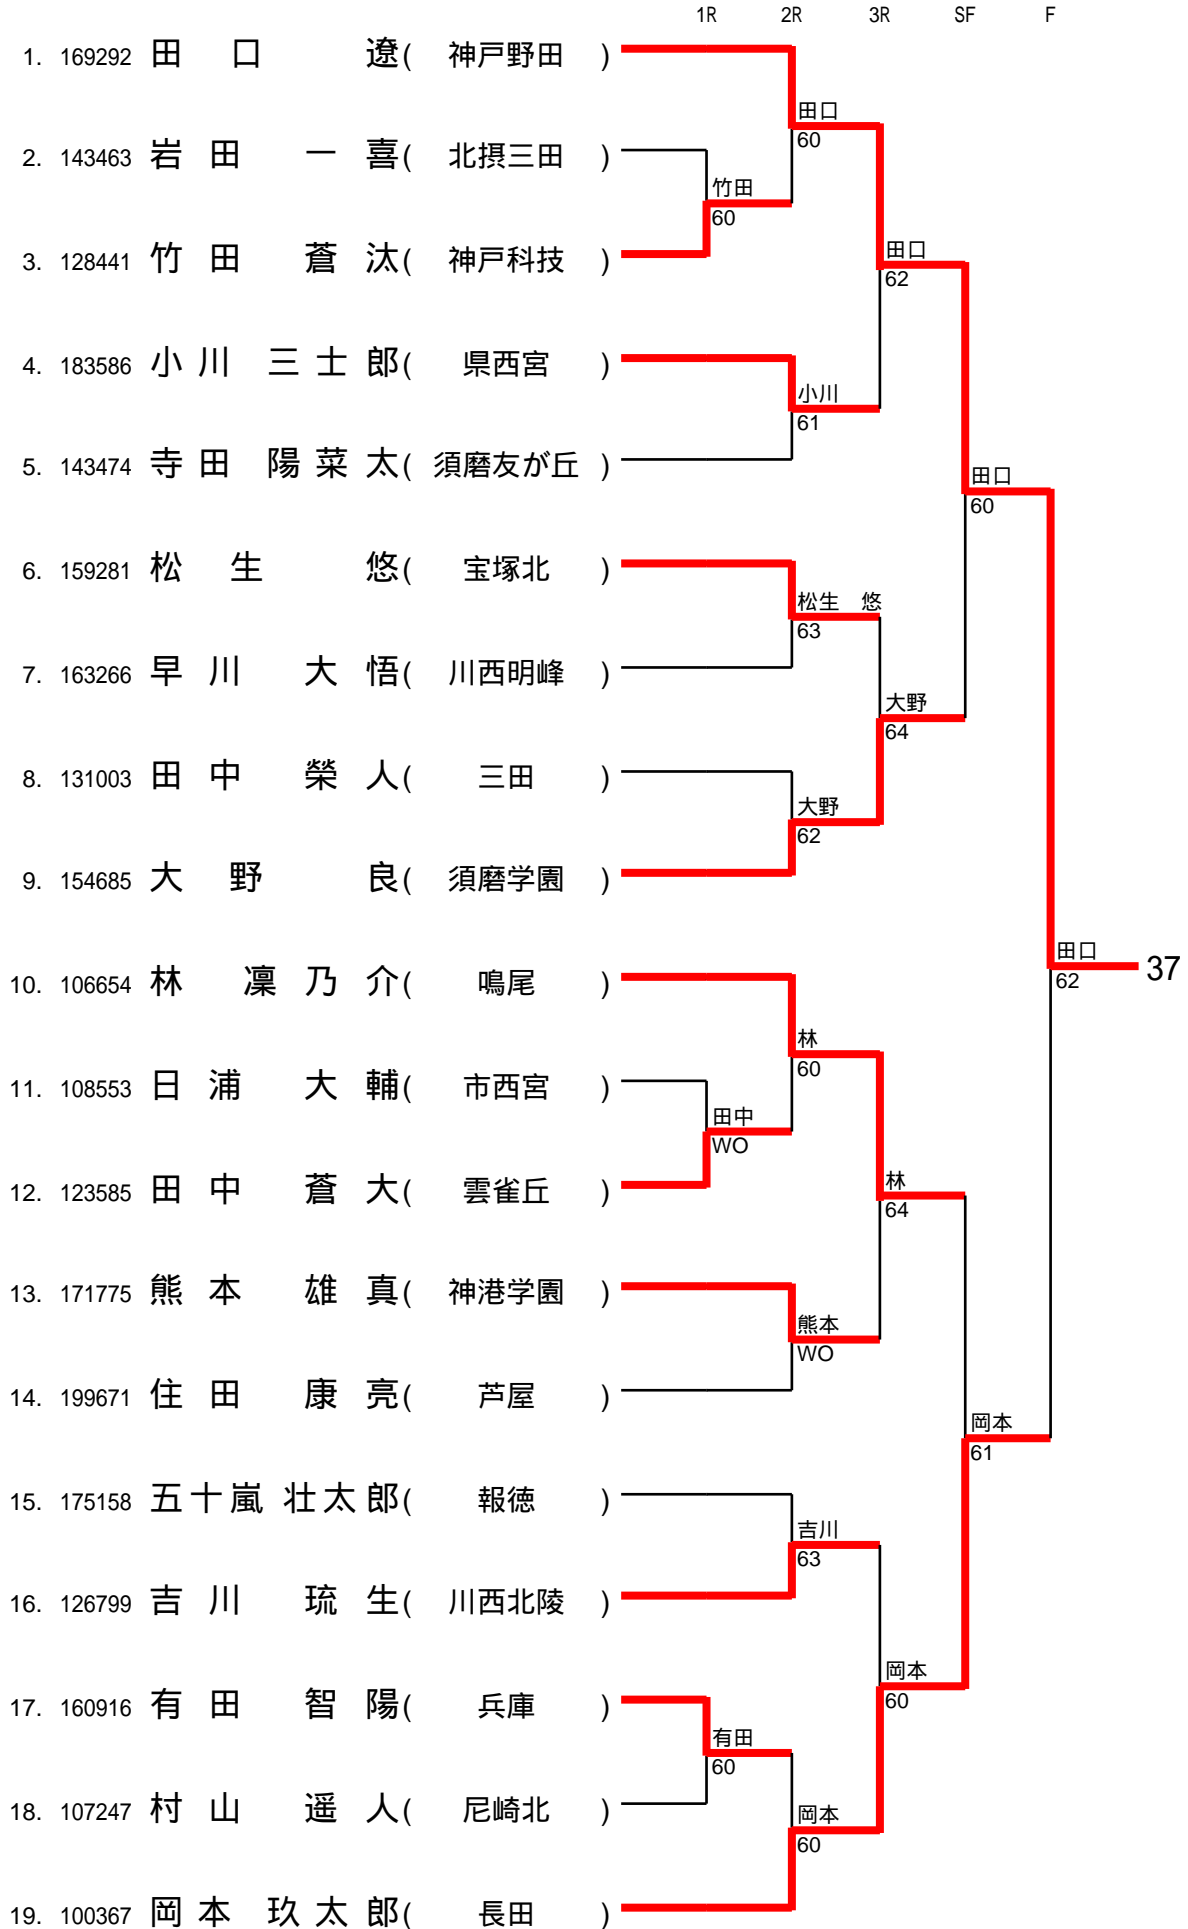 1R 2R 3R SF F
1. 169292 田口 遼( 神戸野田 )
田口
60
2. 143463 岩田 一喜( 北摂三田 )
竹田
60
3. 128441 竹田 蒼汰( 神戸科技 )
田口
62
4. 183586 小川 三士郎( 県西宮 )
小川
61
5. 143474 寺田 陽菜太( 須磨友が丘 )
田口
60
6. 159281 松生 悠( 宝塚北 )
松生 悠
63
7. 163266 早川 大悟( 川西明峰 )
大野
64
8. 131003 田中 榮人( 三田 )
大野
62
9. 154685 大野 良( 須磨学園 )
田口
62
37
10. 106654 林 凜乃介( 鳴尾 )
林
60
11. 108553 日浦 大輔( 市西宮 )
田中
WO
12. 123585 田中 蒼大( 雲雀丘 )
林
64
13. 171775 熊本 雄真( 神港学園 )
熊本
WO
14. 199671 住田 康亮( 芦屋 )
岡本
61
15. 175158 五十嵐 壮太郎( 報徳 )
吉川
63
16. 126799 吉川 琉生( 川西北陵 )
岡本
60
17. 160916 有田 智陽( 兵庫 )
有田
60
18. 107247 村山 遥人( 尼崎北 )
岡本
60
19. 100367 岡本 玖太郎( 長田 )